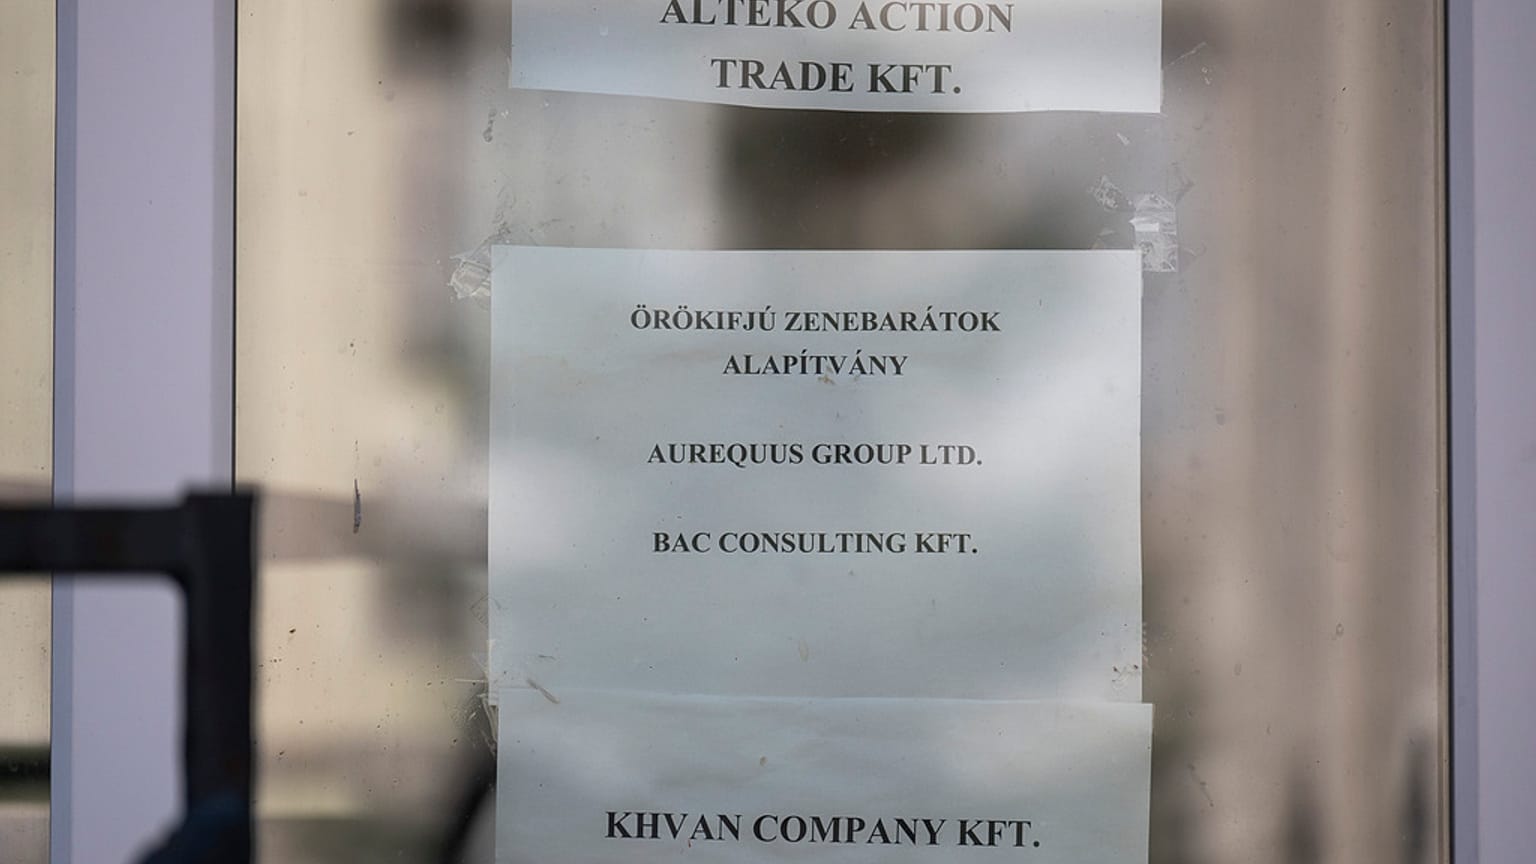 ALTEKO ACTION
TRADE KFT.
ÖRÖKIFJÚ ZENEBARÁTOK
ALAPÍTVÁNY
AUREQUUS GROUP LTD.
BAC CONSULTING KFT.
KHVAN COMPANY KFT.